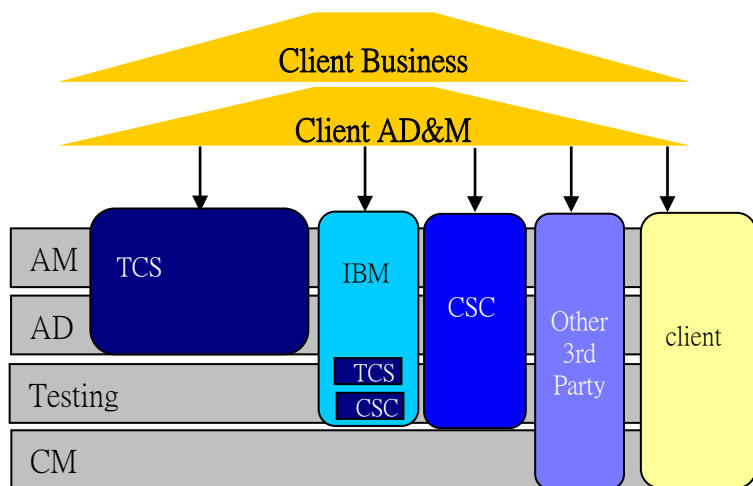 Client Business
Client AD&M
AM
TCS
IBM
CSC
Other
3rd
Party
client
AD
TCS
CSC
Testing
CM